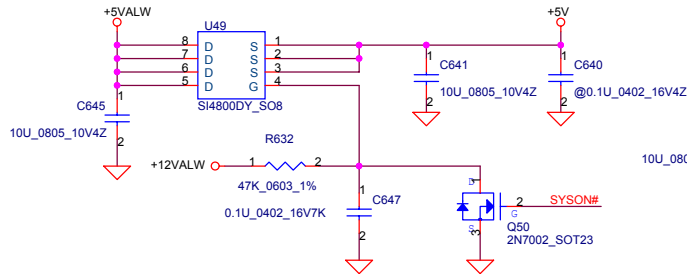 +5VALW
+5V
U49
8 D S 1
7 D S 2
6 D S 3
5 D G 4
SI4800DY_SO8
1
C645
2
10U_0805_10V4Z
1
C641
2
10U_0805_10V4Z
1
C640
2
@0.1U_0402_16V4Z
+12VALW
1
R632
2
47K_0603_1%
1
C647
2
0.1U_0402_16V7K
D
1
2
G
SYSON#
S
3
Q50
2N7002_SOT23
10U_080